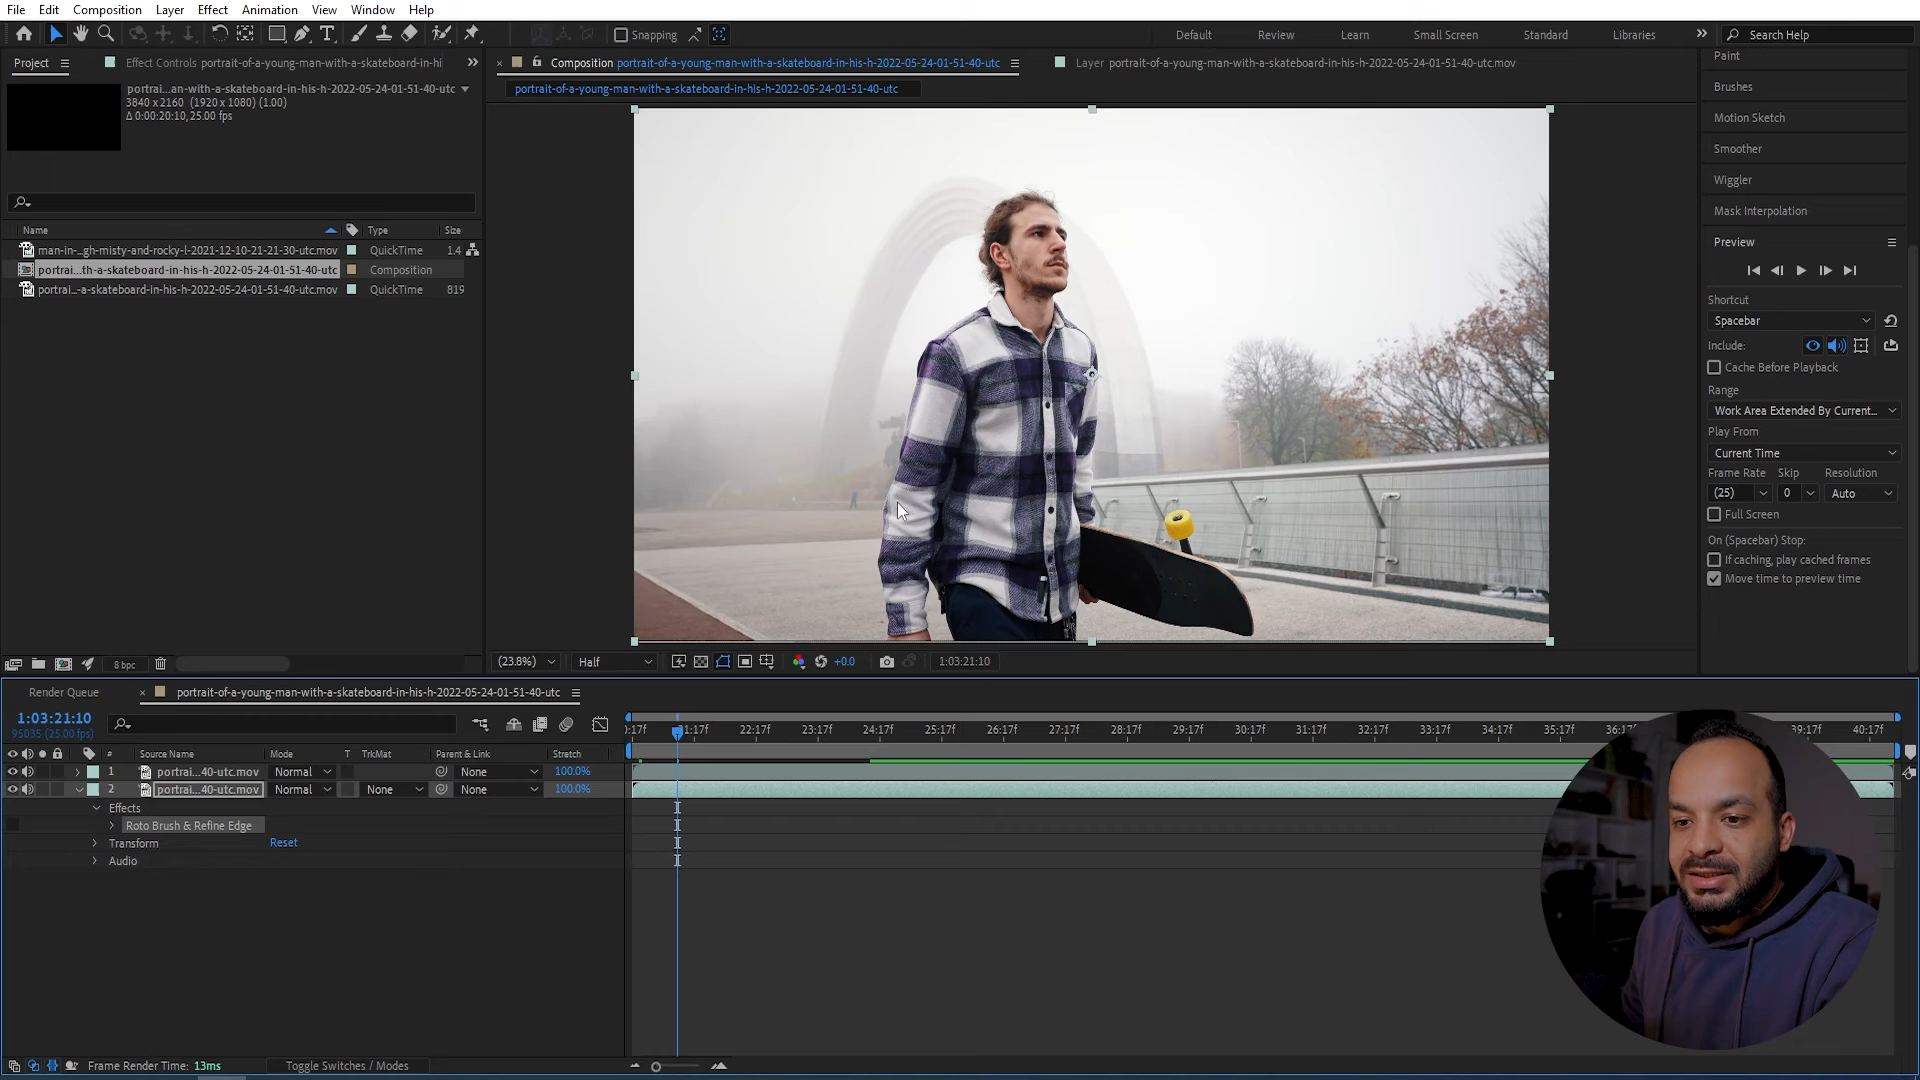 File Edit Composition Layer Effect Animation View Window Help
Snapping
Default Review Learn Small Screen Standard Libraries Search Help
Project Effect Controls portrait-of-a-young-man-with-a-skateboard-in-hi
Composition portrait-of-a-young-man-with-a-skateboard-in-his-h-2022-05-24-01-51-40-utc
Layer portrait-of-a-young-man-with-a-skateboard-in-his-h-2022-05-24-01-51-40-utc.mov
portrait-of-a-young-man-with-a-skateboard-in-his-h-2022-05-24-01-51-40-utc
portrai...an-with-a-skateboard-in-his-h-2022-05-24-01-51-40-utc
3840 x 2160 (1920 x 1080) (1.00)
Δ 0:00:20:10, 25.00 fps
Name Type Size
man-in-...gh-misty-and-rocky-l-2021-12-10-21-21-30-utc.mov QuickTime 1.4
portrai...th-a-skateboard-in-his-h-2022-05-24-01-51-40-utc Composition
portrai...-a-skateboard-in-his-h-2022-05-24-01-51-40-utc.mov QuickTime 819
8 bpc
(23.8%) Half +0.0 1:03:21:10
Paint
Brushes
Motion Sketch
Smoother
Wiggler
Mask Interpolation
Preview
Shortcut
Spacebar
Include:
Cache Before Playback
Range
Work Area Extended By Current...
Play From
Current Time
Frame Rate Skip Resolution
(25) 0 Auto
Full Screen
On (Spacebar) Stop:
If caching, play cached frames
Move time to preview time
Render Queue portrait-of-a-young-man-with-a-skateboard-in-his-h-2022-05-24-01-51-40-utc
1:03:21:10
95035 (25.00 fps)
:17f 21:17f 22:17f 23:17f 24:17f 25:17f 26:17f 27:17f 28:17f 29:17f 30:17f 31:17f 32:17f 33:17f 34:17f 35:17f 36:17f 39:17f 40:17f
# Source Name Mode T TrkMat Parent & Link Stretch
1 portrai...40-utc.mov Normal None 100.0%
2 portrai...40-utc.mov Normal None None 100.0%
Effects
Roto Brush & Refine Edge
Transform Reset
Audio
Frame Render Time: 13ms Toggle Switches / Modes